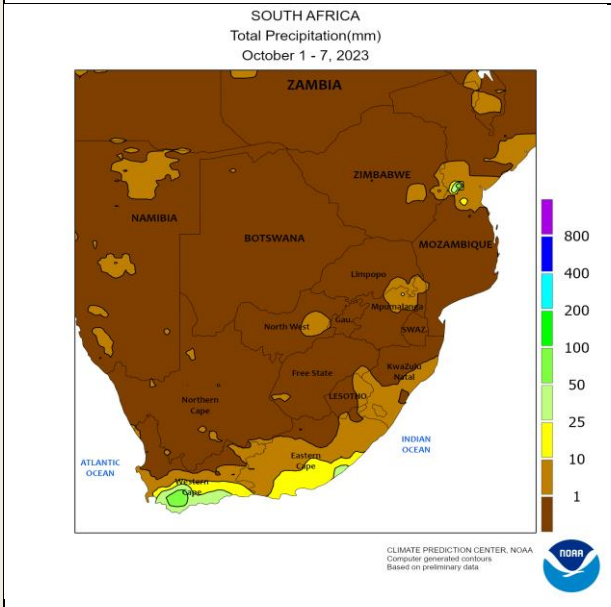 SOUTH AFRICA
Total Precipitation(mm)
October 1 - 7, 2023
ZAMBIA
ZIMBABWE
NAMIBIA
BOTSWANA
MOZAMBIQUE
Limpopo
Mpumalanga
North West
Gau.
SWAZ.
Free State
KwaZulu
Natal
LESOTHO
Northern
Cape
Eastern
Cape
Western
Cape
ATLANTIC
OCEAN
INDIAN
OCEAN
800
400
200
100
50
25
10
1
CLIMATE PREDICTION CENTER, NOAA
Computer generated contours
Based on preliminary data
NOAA